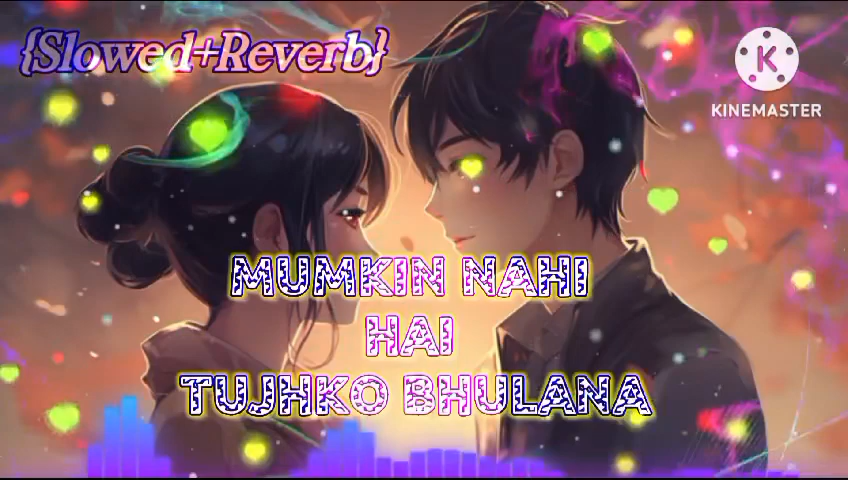 {Slowed+Reverb}
K
KINEMASTER
MUMKIN NAHI
HAI
TUJHKO BHULANA